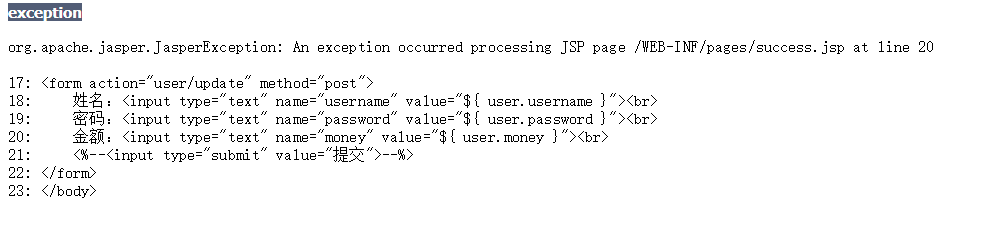 exception
org.apache.jasper.JasperException: An exception occurred processing JSP page /WEB-INF/pages/success.jsp at line 20
17: <form action="user/update" method="post">
18:     姓名：<input type="text" name="username" value="${ user.username }"><br>
19:     密码：<input type="text" name="password" value="${ user.password }"><br>
20:     金额：<input type="text" name="money" value="${ user.money }"><br>
21:     <%--<input type="submit" value="提交">--%>
22: </form>
23: </body>